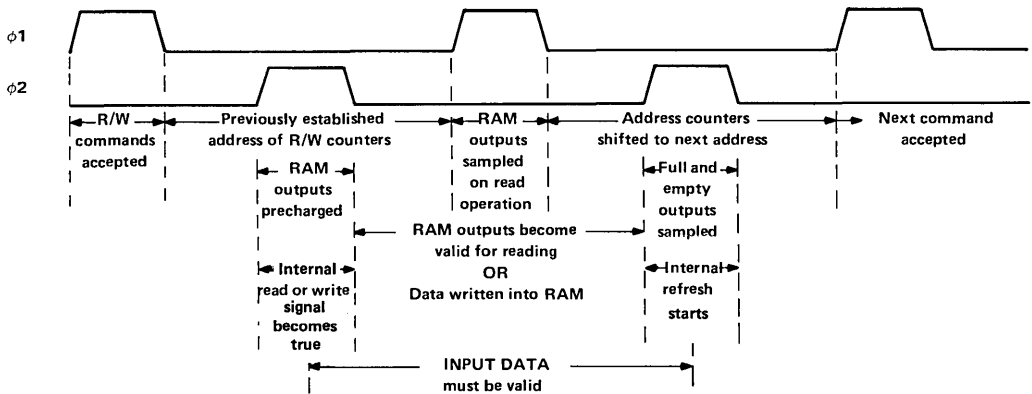 ϕ1
ϕ2
R/W
commands
accepted
Previously established
address of R/W counters
RAM
outputs
sampled
on read
operation
Address counters
shifted to next address
Next command
accepted
RAM
outputs
precharged
Full and
empty
outputs
sampled
RAM outputs become
valid for reading
OR
Data written into RAM
Internal
read or write
signal
becomes
true
Internal
refresh
starts
INPUT DATA
must be valid